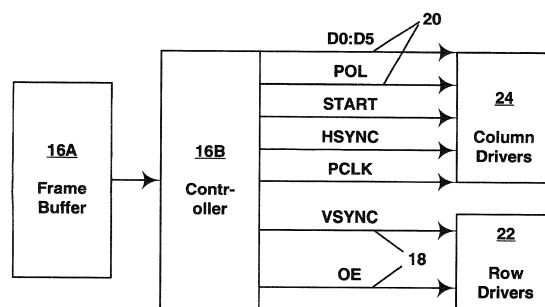 20
D0:D5
POL
START
HSYNC
PCLK
VSYNC
18
OE
16A
Frame
Buffer
16B
Contr-
oller
24
Column
Drivers
22
Row
Drivers